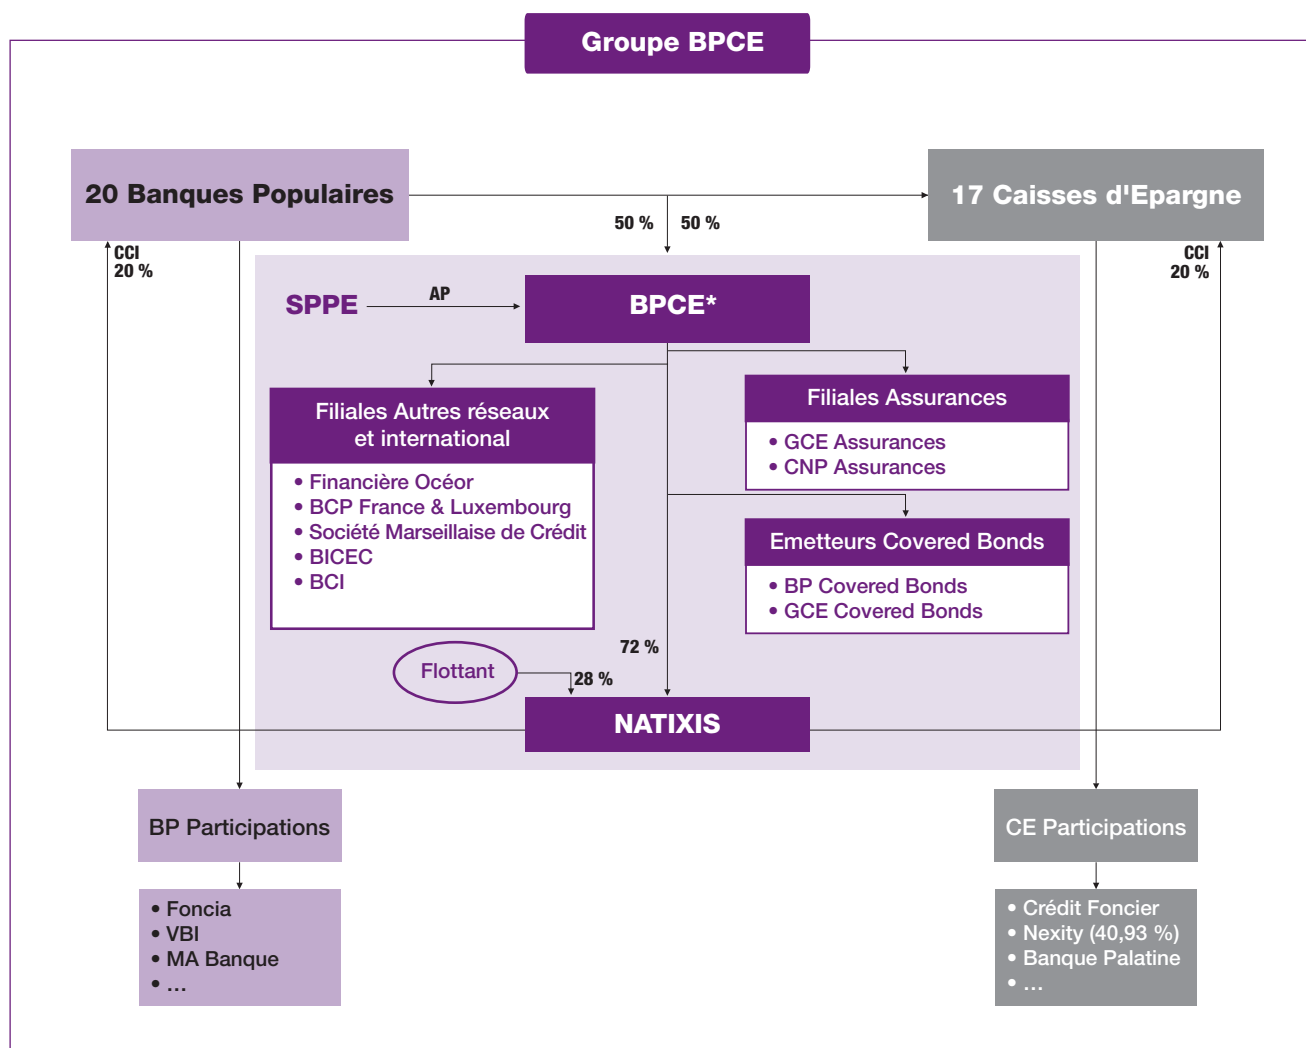 Groupe BPCE
20 Banques Populaires
17 Caisses d'Epargne
50 %
50 %
CCI
20 %
CCI
20 %
SPPE
AP
BPCE*
Filiales Autres réseaux
et international
• Financière Océor
• BCP France & Luxembourg
• Société Marseillaise de Crédit
• BICEC
• BCI
Filiales Assurances
• GCE Assurances
• CNP Assurances
Emetteurs Covered Bonds
• BP Covered Bonds
• GCE Covered Bonds
72 %
Flottant
28 %
NATIXIS
BP Participations
CE Participations
• Foncia
• VBI
• MA Banque
• …
• Crédit Foncier
• Nexity (40,93 %)
• Banque Palatine
• …